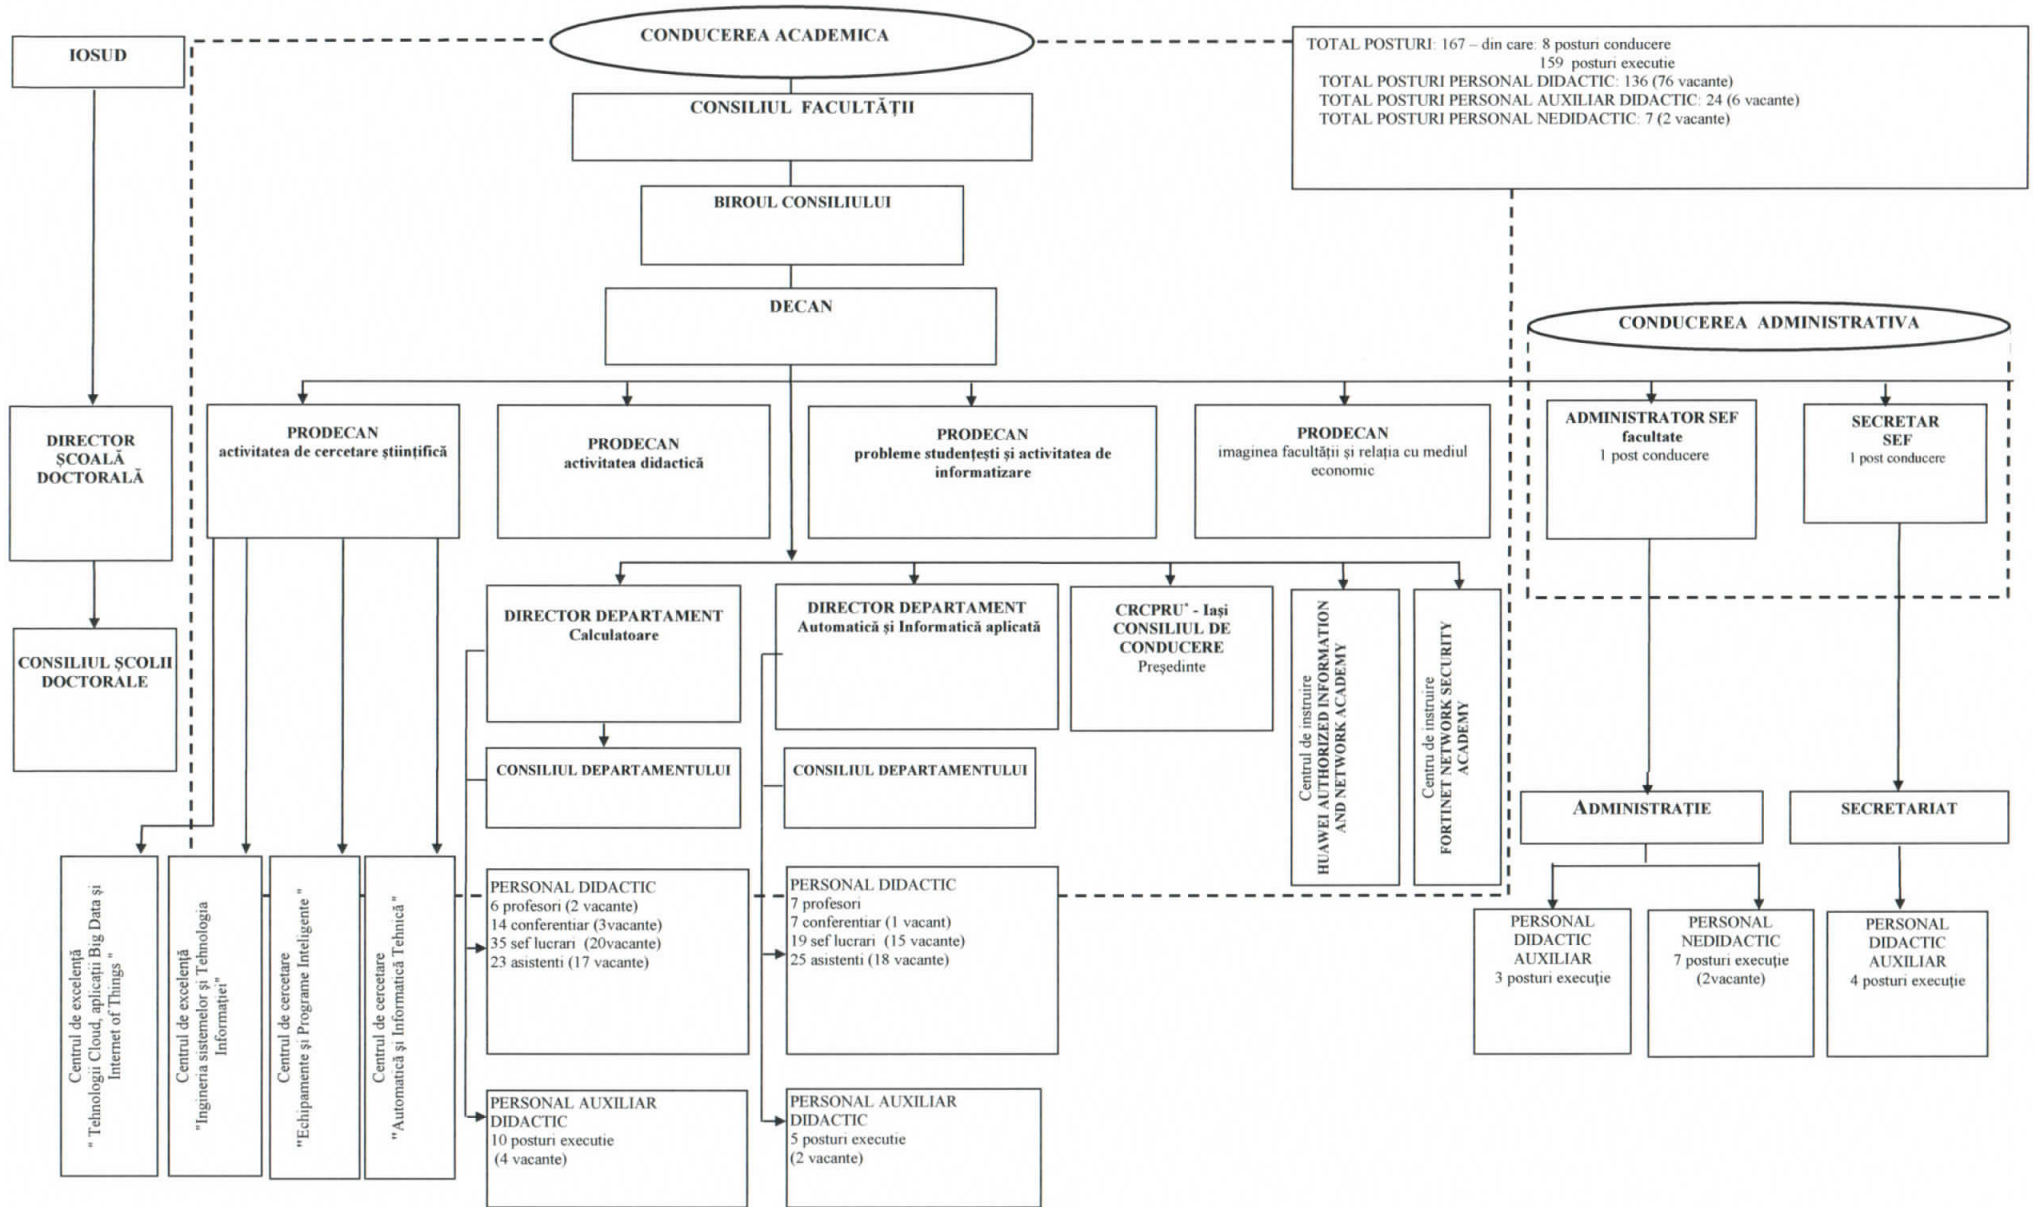 IOSUD
CONDUCEREA ACADEMICA
TOTAL POSTURI: 167 – din care: 8 posturi conducere
159 posturi executie
TOTAL POSTURI PERSONAL DIDACTIC: 136 (76 vacante)
TOTAL POSTURI PERSONAL AUXILIAR DIDACTIC: 24 (6 vacante)
TOTAL POSTURI PERSONAL NEDIDACTIC: 7 (2 vacante)
CONSILIUL FACULTĂȚII
BIROUL CONSILIULUI
DECAN
CONDUCEREA ADMINISTRATIVA
DIRECTOR
ȘCOALĂ
DOCTORALĂ
PRODECAN
activitatea de cercetare științifică
PRODECAN
activitatea didactică
PRODECAN
probleme studențești și activitatea de
informatizare
PRODECAN
imaginea facultății și relația cu mediul
economic
ADMINISTRATOR SEF
facultate
1 post conducere
SECRETAR
SEF
1 post conducere
CONSILIUL ȘCOLII
DOCTORALE
DIRECTOR DEPARTAMENT
Calculatoare
DIRECTOR DEPARTAMENT
Automatică și Informatică aplicată
CRCPRU* - Iași
CONSILIUL DE
CONDUCERE
Președinte
Centrul de instruire
HUAWEI AUTHORIZED INFORMATION
AND NETWORK ACADEMY
Centru de instruire
FORTINET NETWORK SECURITY
ACADEMY
CONSILIUL DEPARTAMENTULUI
CONSILIUL DEPARTAMENTULUI
ADMINISTRAȚIE
SECRETARIAT
Centrul de excelență
" Tehnologii Cloud, aplicații Big Data și
Internet of Things "
Centrul de excelență
"Ingineria sistemelor și Tehnologia
Informației"
Centrul de cercetare
"Echipamente și Programe Inteligente "
Centrul de cercetare
"Automatică și Informatică Tehnică"
PERSONAL DIDACTIC
6 profesori (2 vacante)
14 conferentiar (3vacante)
35 sef lucrari (20vacante)
23 asistenti (17 vacante)
PERSONAL DIDACTIC
7 profesori
7 conferentiar (1 vacant)
19 sef lucrari (15 vacante)
25 asistenti (18 vacante)
PERSONAL
DIDACTIC
AUXILIAR
3 posturi execuție
PERSONAL
NEDIDACTIC
7 posturi execuție
(2vacante)
PERSONAL
DIDACTIC
AUXILIAR
4 posturi execuție
PERSONAL AUXILIAR
DIDACTIC
10 posturi executie
(4 vacante)
PERSONAL AUXILIAR
DIDACTIC
5 posturi executie
(2 vacante)